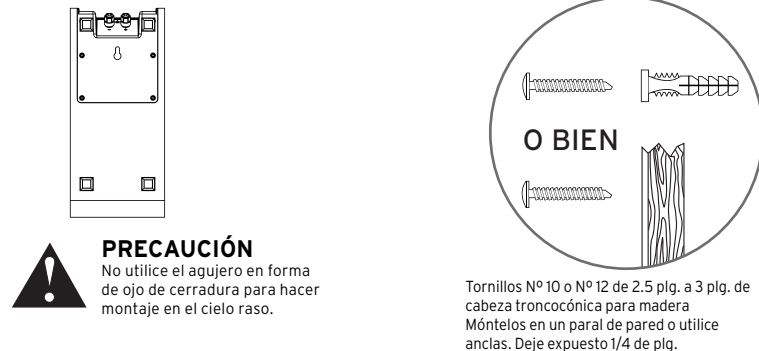 O BIEN
PRECAUCIÓN
No utilice el agujero en forma
de ojo de cerradura para hacer
montaje en el cielo raso.
Tornillos Nº 10 o Nº 12 de 2.5 plg. a 3 plg. de
cabeza troncocónica para madera
Móntelos en un paral de pared o utilice
anclas. Deje expuesto 1/4 de plg.